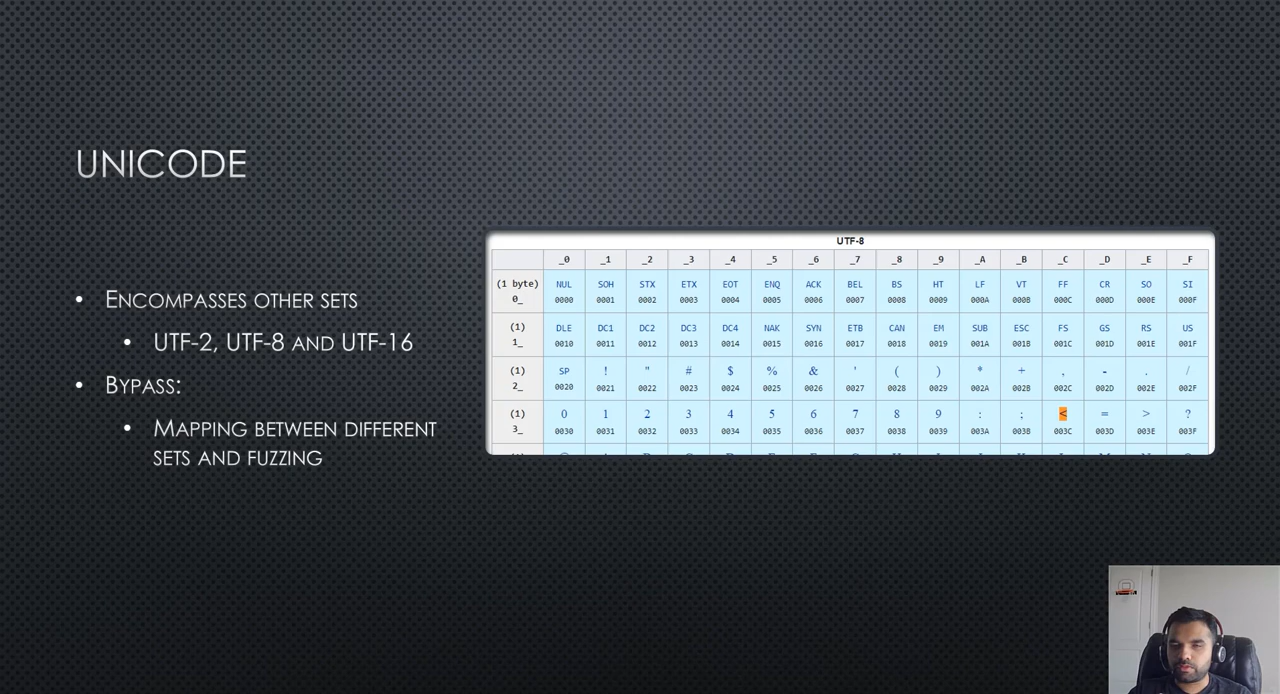 UNICODE
• ENCOMPASSES OTHER SETS
• UTF-2, UTF-8 AND UTF-16
• BYPASS:
• MAPPING BETWEEN DIFFERENT
SETS AND FUZZING
UTF-8
_0 _1 _2 _3 _4 _5 _6 _7 _8 _9 _A _B _C _D _E _F
(1 byte) NUL SOH STX ETX EOT ENQ ACK BEL BS HT LF VT FF CR SO SI
0_ 0000 0001 0002 0003 0004 0005 0006 0007 0008 0009 000A 000B 000C 000D 000E 000F
(1) DLE DC1 DC2 DC3 DC4 NAK SYN ETB CAN EM SUB ESC FS GS RS US
1_ 0010 0011 0012 0013 0014 0015 0016 0017 0018 0019 001A 001B 001C 001D 001E 001F
(1) SP ! " # $ % & ' ( ) * + , - . /
2_ 0020 0021 0022 0023 0024 0025 0026 0027 0028 0029 002A 002B 002C 002D 002E 002F
(1) 0 1 2 3 4 5 6 7 8 9 : ; < = > ?
3_ 0030 0031 0032 0033 0034 0035 0036 0037 0038 0039 003A 003B 003C 003D 003E 003F